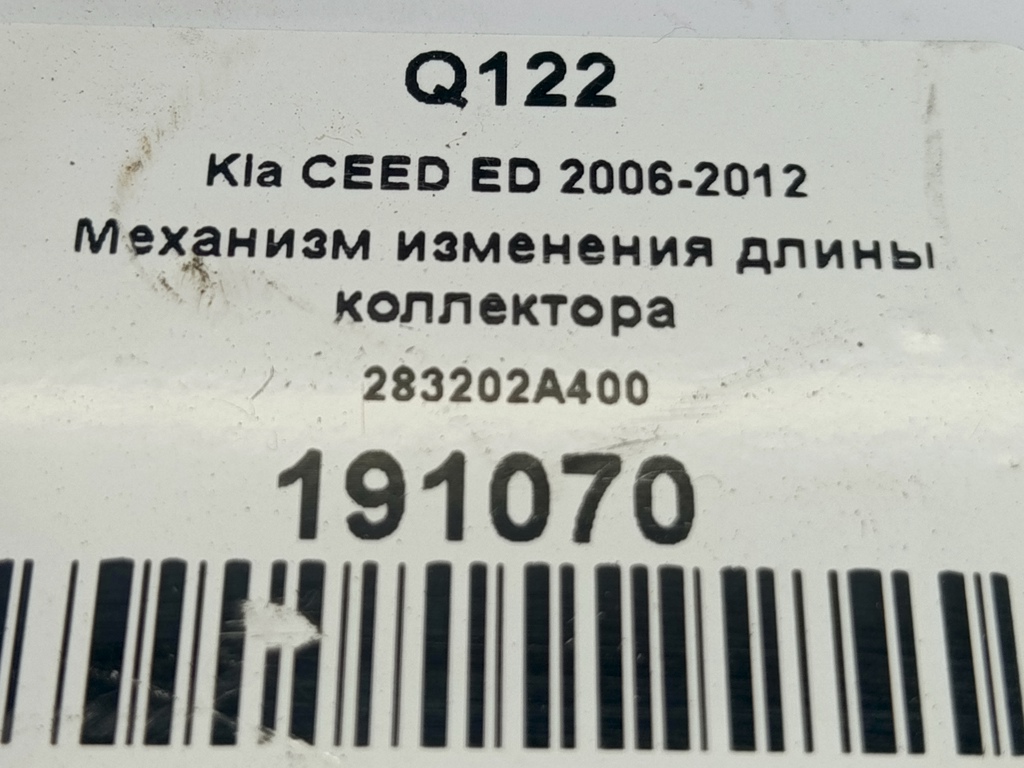 Q122
Kia CEED ED 2006-2012
Механизм изменения длины
коллектора
283202A400
191070